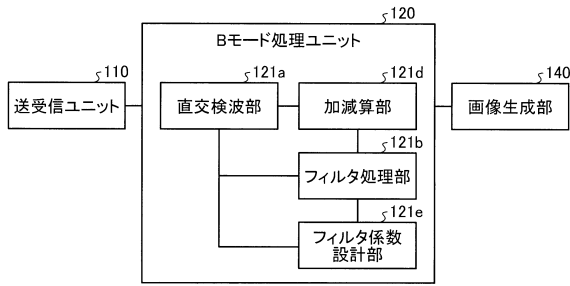 120
Bモード処理ユニット
110
121a
121d
140
送受信ユニット
直交検波部
加減算部
画像生成部
121b
フィルタ処理部
121e
フィルタ係数
設計部